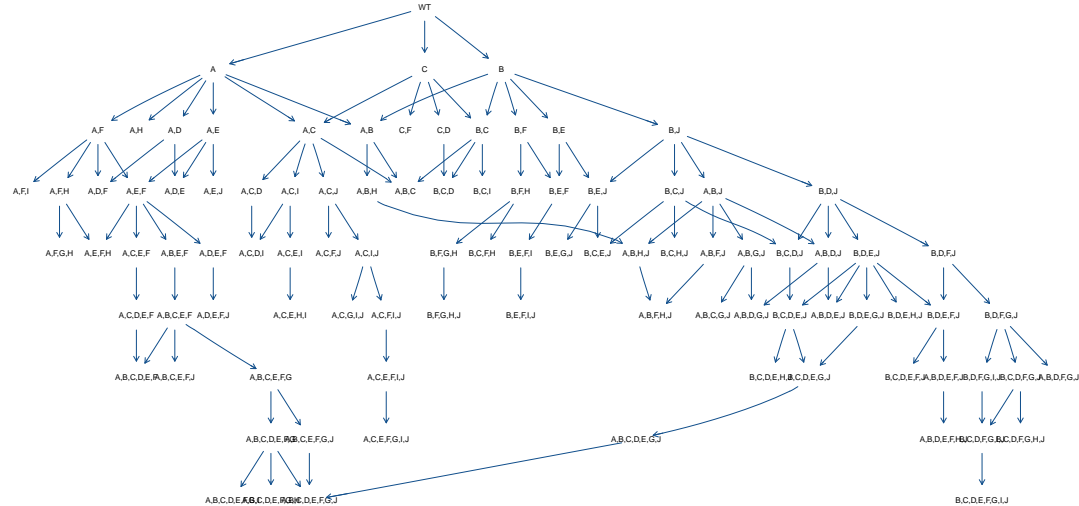 WT
A C B
A,F A,H A,D A,E A,C A,B C,F C,D B,C B,F B,E B,J
A,F,I A,F,H A,D,F A,E,F A,D,E A,E,J A,C,D A,C,I A,C,J A,B,H A,B,C B,C,D B,C,I B,F,H B,E,F B,E,J B,C,J A,B,J B,D,J
A,F,G,H A,E,F,H A,C,E,F A,B,E,F A,D,E,F A,C,D,I A,C,E,I A,C,F,J A,C,I,J B,F,G,H B,C,F,H B,E,F,I B,E,G,J B,C,E,J A,B,H,J B,C,H,J A,B,F,J A,B,G,J B,C,D,J A,B,D,J B,D,E,J B,D,F,J
A,C,D,E,F A,B,C,E,F A,D,E,F,J A,C,E,H,I A,C,G,I,J A,C,F,I,J B,F,G,H,J B,E,F,I,J A,B,F,H,J A,B,C,G,J A,B,D,G,J B,C,D,E,J A,B,D,E,J B,D,E,G,J B,D,E,H,J B,D,E,F,J B,D,F,G,J
A,B,C,D,E,F A,B,C,E,F,J A,B,C,E,F,G A,C,E,F,I,J B,C,D,E,H,J B,C,D,E,G,J B,C,D,E,F,J A,B,D,E,F,J B,D,F,G,I,J B,C,D,F,G,J A,B,D,F,G,J
A,B,C,D,E,F,G A,B,C,E,F,G,J A,C,E,F,G,I,J A,B,C,D,E,G,J A,B,D,E,F,H,J B,C,D,F,G,I,J B,C,D,F,G,H,J
A,B,C,D,E,F,G,I A,B,C,D,E,F,G,H A,B,C,D,E,F,G,J B,C,D,E,F,G,I,J